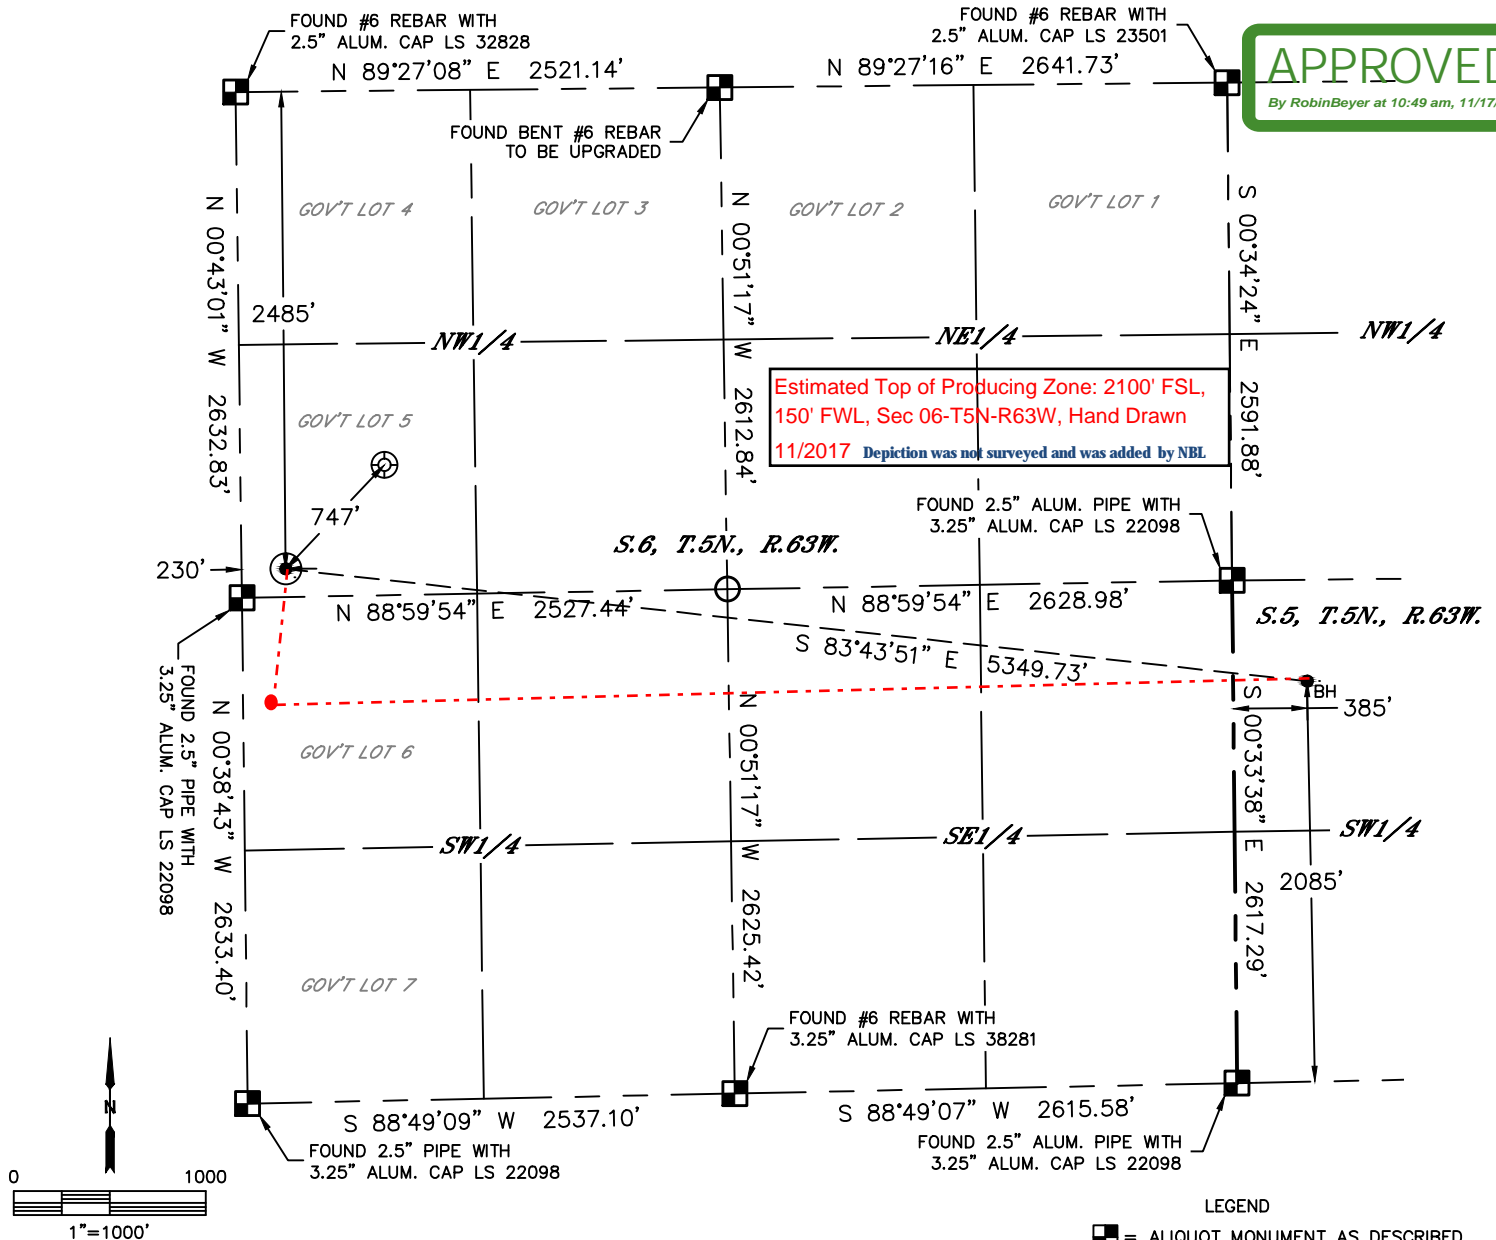 FOUND #6 REBAR WITH
2.5” ALUM. CAP LS 32828
FOUND #6 REBAR WITH
2.5” ALUM. CAP LS 23501
APPROVED
By RobinBeyer at 10:49 am, 11/17/
N 89°27'08” E 2521.14'
N 89°27'16” E 2641.73'
FOUND BENT #6 REBAR
TO BE UPGRADED
GOV'T LOT 4
GOV'T LOT 3
GOV'T LOT 2
GOV'T LOT 1
N 00°43'01” W 2632.83'
N 00°51'17” W 2612.84'
S 00°34'24” E 2591.88'
2485'
NW1/4
NE1/4
NW1/4
Estimated Top of Producing Zone: 2100' FSL,
150' FWL, Sec 06-T5N-R63W, Hand Drawn
11/2017 Depiction was not surveyed and was added by NBL
GOV'T LOT 5
747'
FOUND 2.5” ALUM. PIPE WITH
3.25” ALUM. CAP LS 22098
S.6, T.5N., R.63W.
230'
N 88°59'54” E 2527.44'
N 88°59'54” E 2628.98'
S.5, T.5N., R.63W.
S 83°43'51” E 5349.73'
BH
385'
FOUND 2.5” PIPE WITH
3.25” ALUM. CAP LS 22098
N 00°38'43” W 2633.40'
N 00°51'17” W 2625.42'
S 00°33'38” E 2617.29'
GOV'T LOT 6
SW1/4
SE1/4
SW1/4
2085'
GOV'T LOT 7
FOUND #6 REBAR WITH
3.25” ALUM. CAP LS 38281
N
S 88°49'09” W 2537.10'
S 88°49'07” W 2615.58'
FOUND 2.5” PIPE WITH
3.25” ALUM. CAP LS 22098
FOUND 2.5” ALUM. PIPE WITH
3.25” ALUM. CAP LS 22098
0 1000
1”=1000'
LEGEND
= ALIQUOT MONUMENT AS DESCRIBED